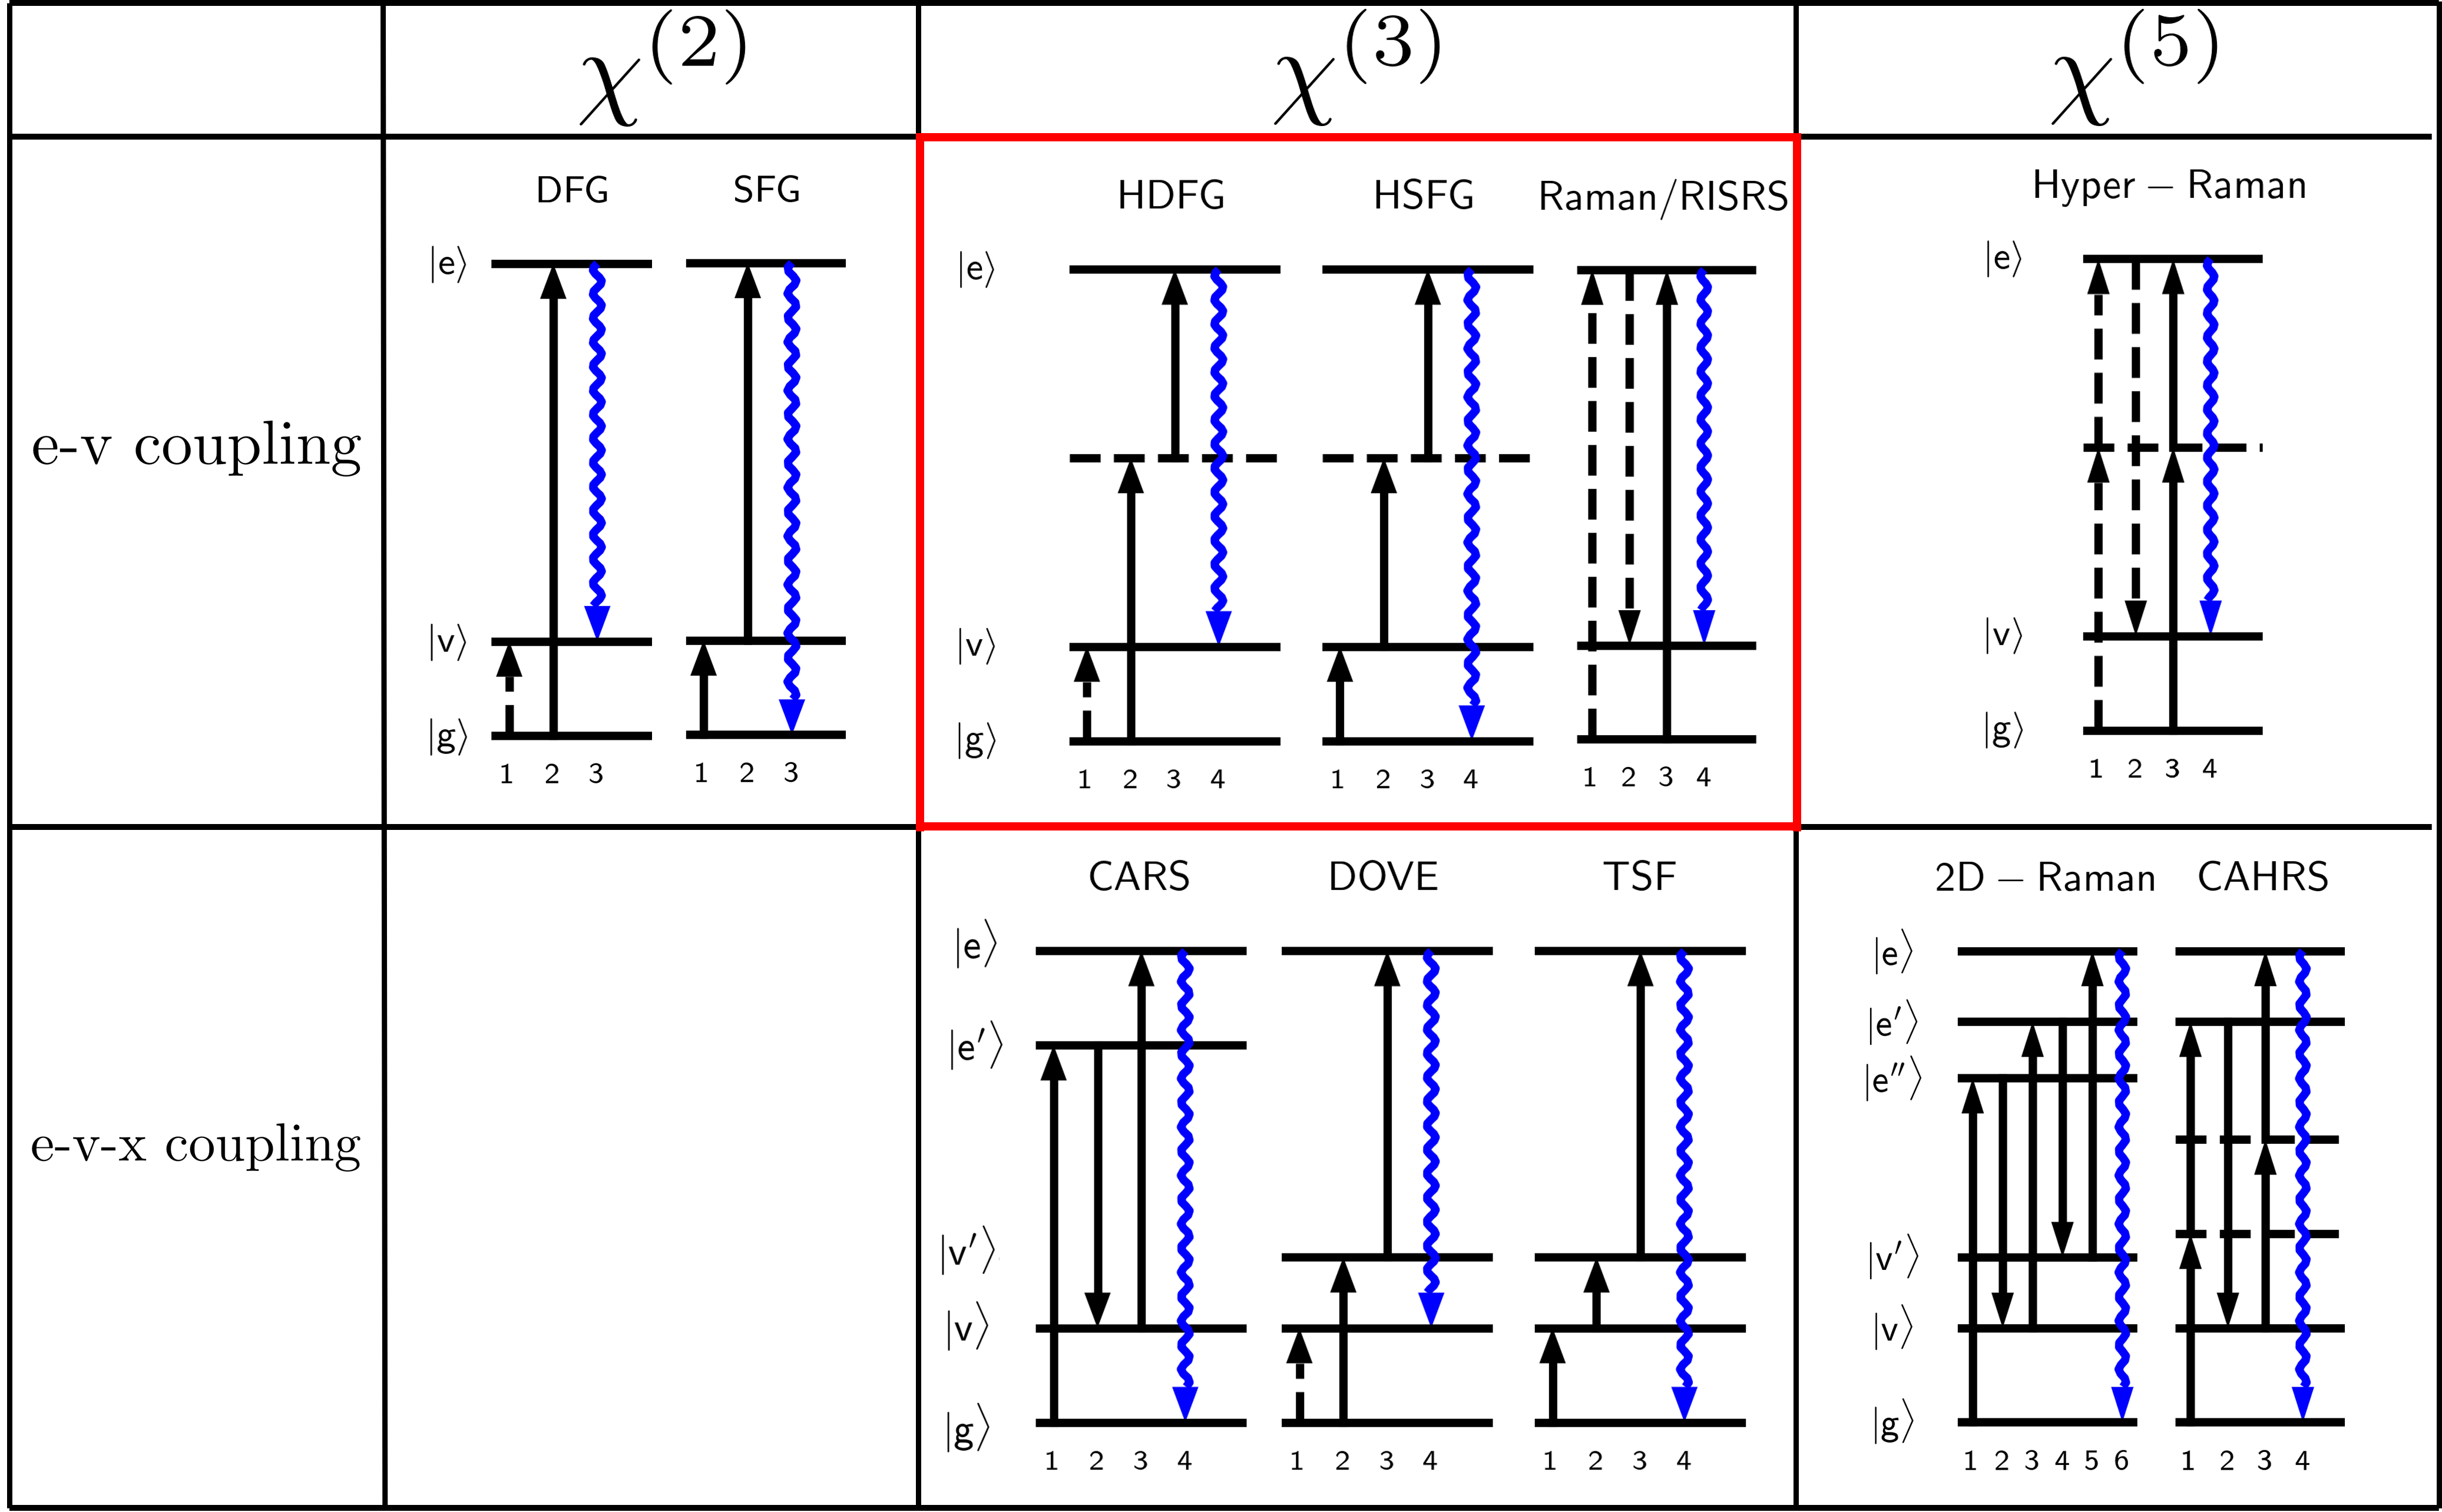 χ^(2) χ^(3) χ^(5)
e-v coupling
DFG SFG
|e⟩
|v⟩
|g⟩
1 2 3 1 2 3
HDFG HSFG Raman/RISRS
|e⟩
|v⟩
|g⟩
1 2 3 4 1 2 3 4 1 2 3 4
Hyper – Raman
|e⟩
|v⟩
|g⟩
1 2 3 4
e-v-x coupling
CARS DOVE TSF
|e⟩
|e′⟩
|v′⟩
|v⟩
|g⟩
1 2 3 4 1 2 3 4 1 2 3 4
2D – Raman CAHRS
|e⟩
|e′⟩
|e″⟩
|v′⟩
|v⟩
|g⟩
1 2 3 4 5 6 1 2 3 4